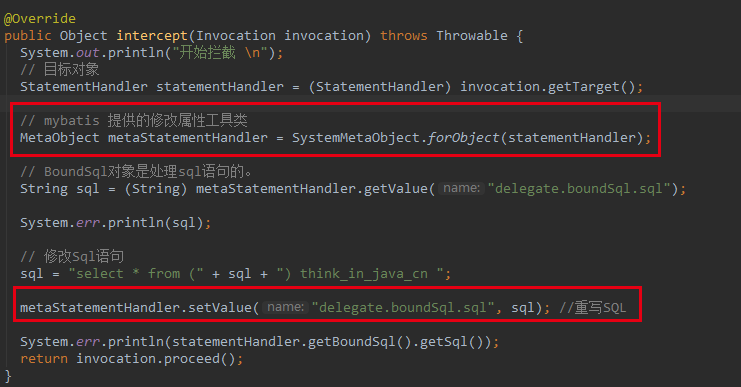 @Override
public Object intercept(Invocation invocation) throws Throwable {
System.out.println("开始拦截 \n");
// 目标对象
StatementHandler statementHandler = (StatementHandler) invocation.getTarget();
// mybatis 提供的修改属性工具类
MetaObject metaStatementHandler = SystemMetaObject.forObject(statementHandler);
// BoundSql对象是处理sql语句的。
String sql = (String) metaStatementHandler.getValue( name: "delegate.boundSql.sql");
System.err.println(sql);
// 修改Sql语句
sql = "select * from (" + sql + ") think_in_java_cn ";
metaStatementHandler.setValue( name: "delegate.boundSql.sql", sql); //重写SQL
System.err.println(statementHandler.getBoundSql().getSql());
return invocation.proceed();
}